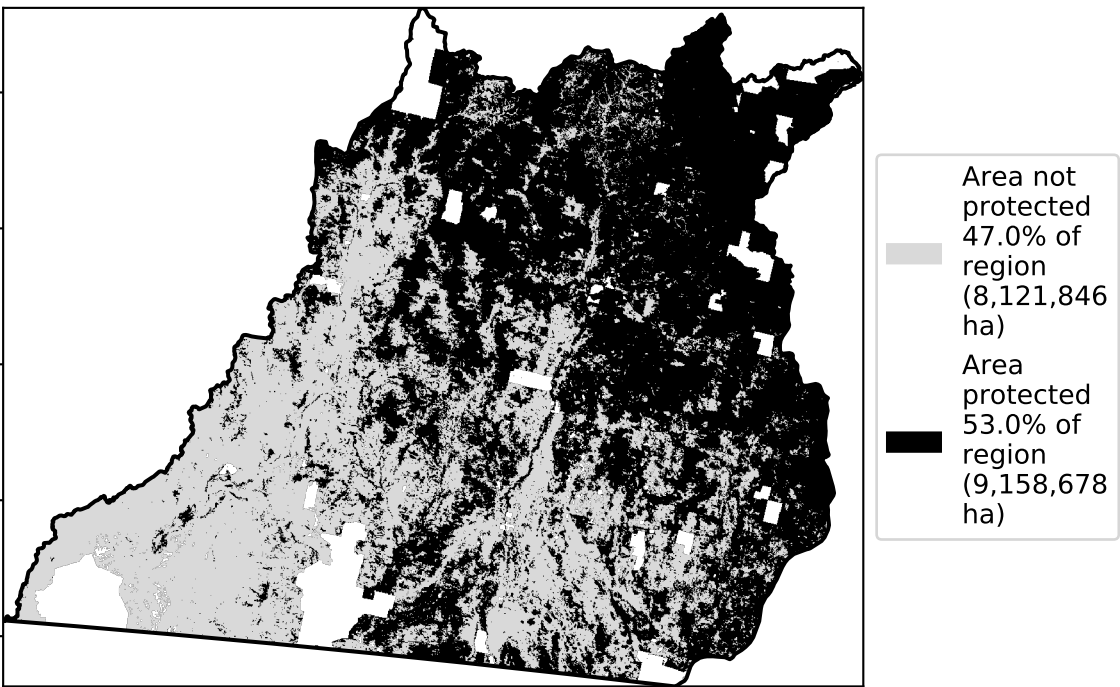 Area not
protected
47.0% of
region
(8,121,846
ha)
Area
protected
53.0% of
region
(9,158,678
ha)